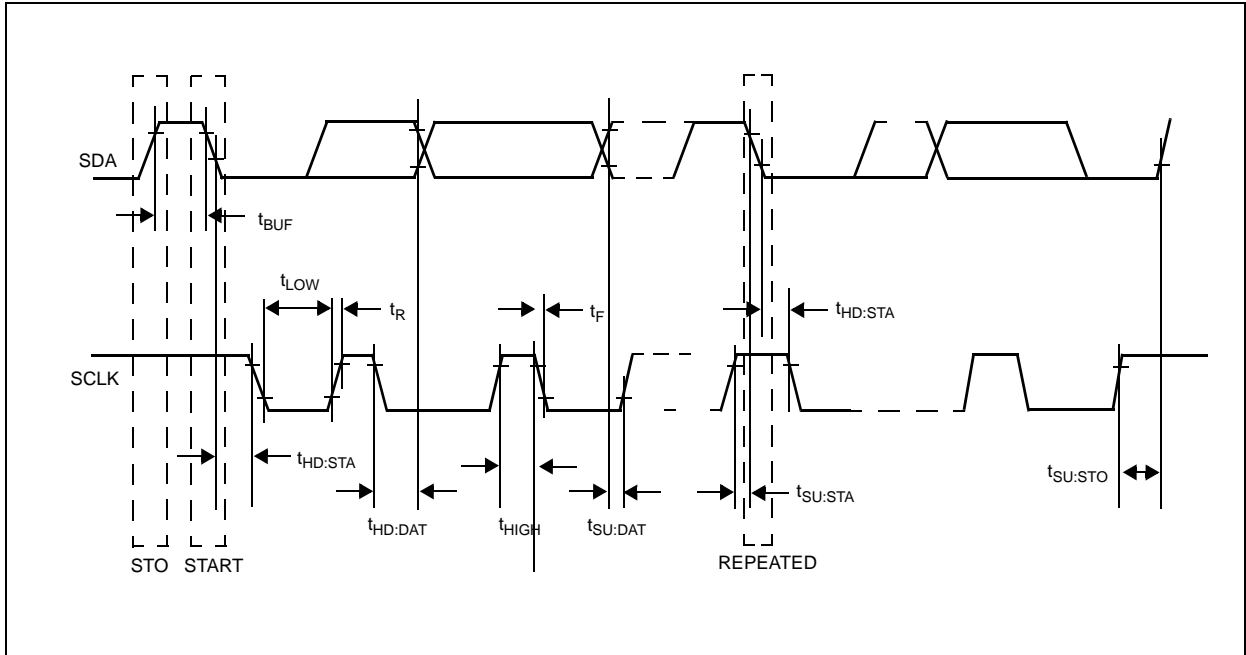 SDA
tBUF
tLOW
tR
tF
tHD:STA
SCLK
tHD:STA
tHD:DAT
tHIGH
tSU:DAT
tSU:STA
tSU:STO
STO
START
REPEATED